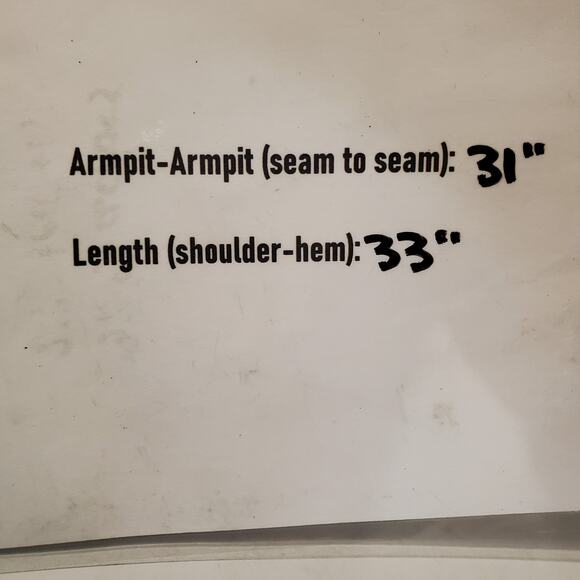 Armpit-Armpit (seam to seam): 31"
Length (shoulder-hem): 33"